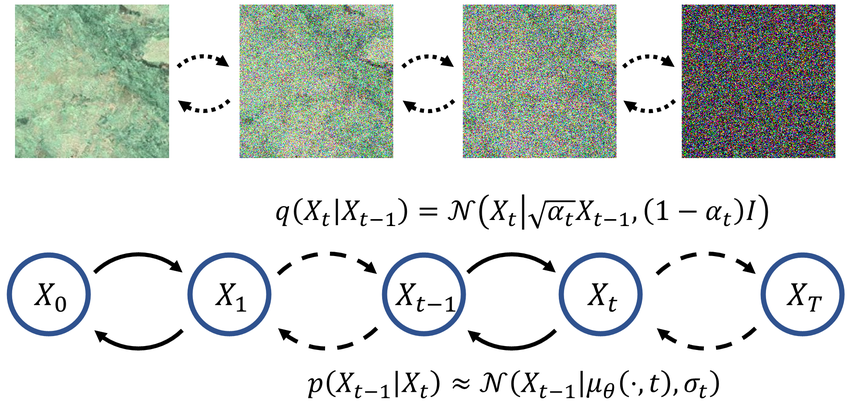 q(X_t|X_{t−1}) = 𝒩(X_t|√α_t X_{t−1}, (1 − α_t)I)
X_0 X_1 X_{t−1} X_t X_T
p(X_{t−1}|X_t) ≈ 𝒩(X_{t−1}|μ_θ(·, t), σ_t)